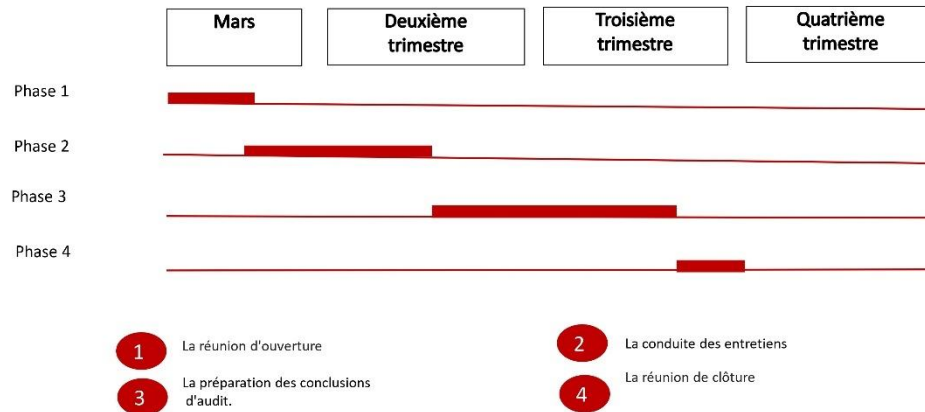 Mars
Deuxième
trimestre
Troisième
trimestre
Quatrième
trimestre
Phase 1
Phase 2
Phase 3
Phase 4
1
La réunion d'ouverture
2
La conduite des entretiens
3
La préparation des conclusions
d'audit.
4
La réunion de clôture